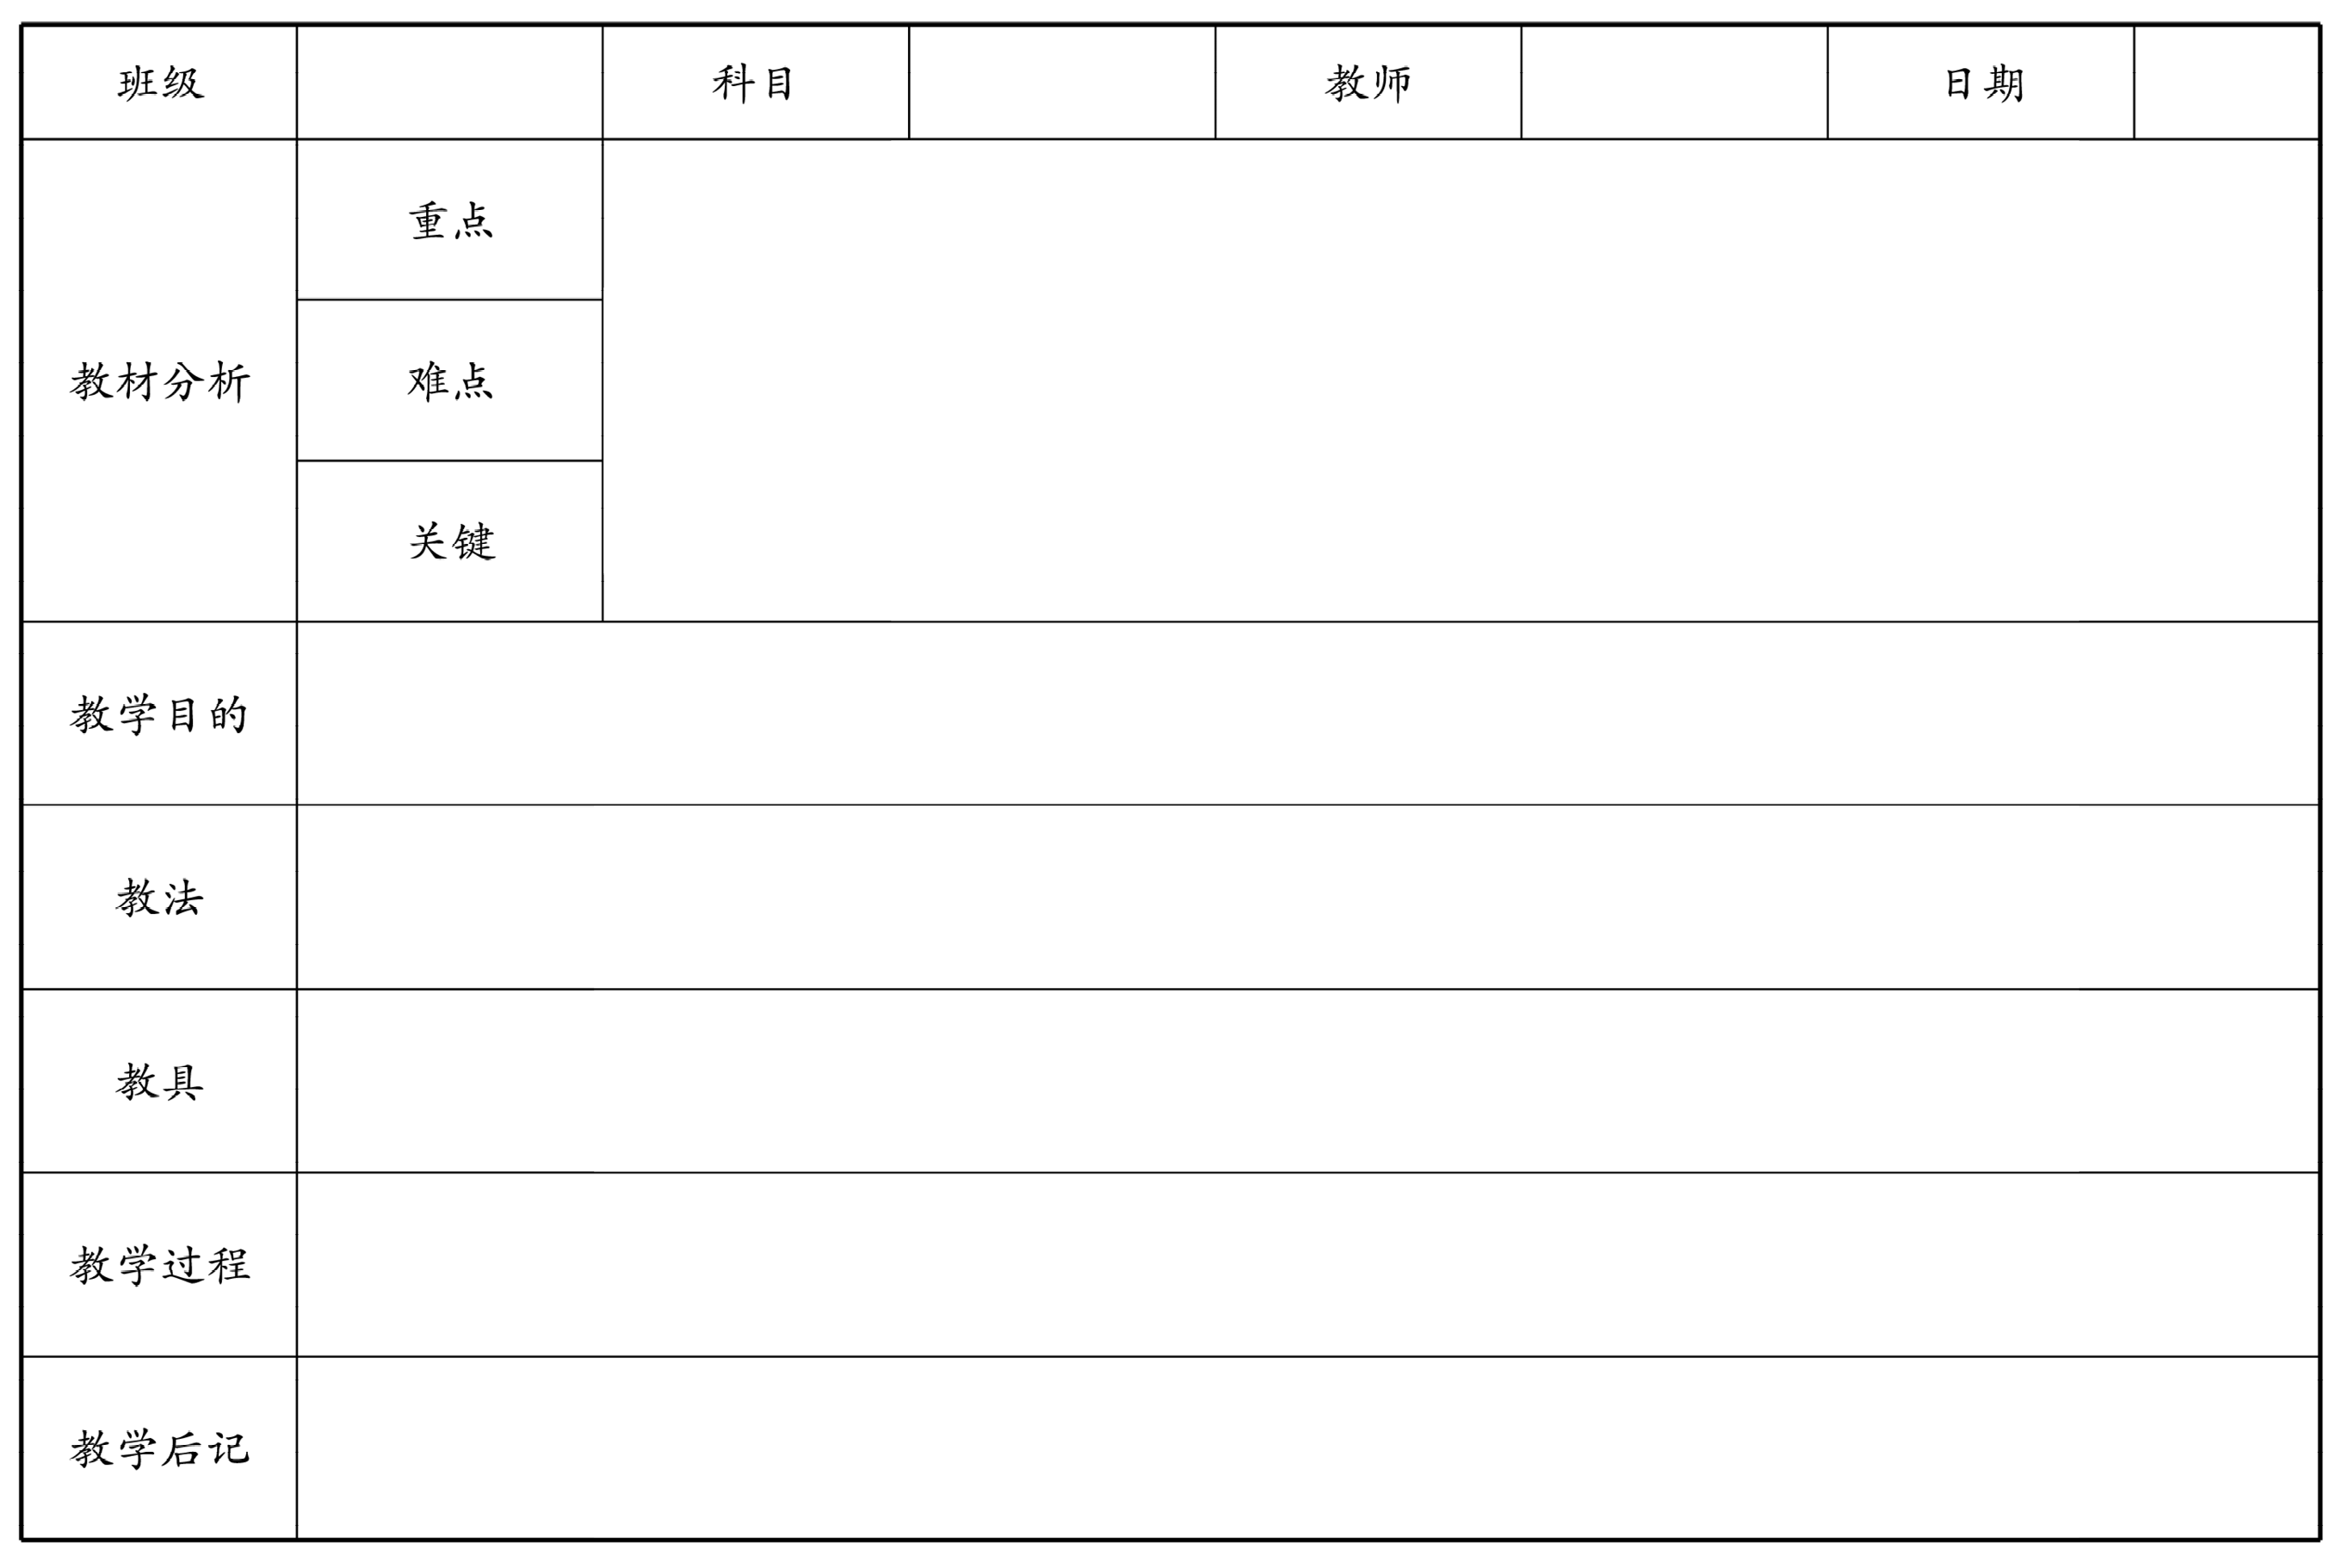 班级 科目 教师 日期
重点
教材分析 难点
关键
教学目的
教法
教具
教学过程
教学后记